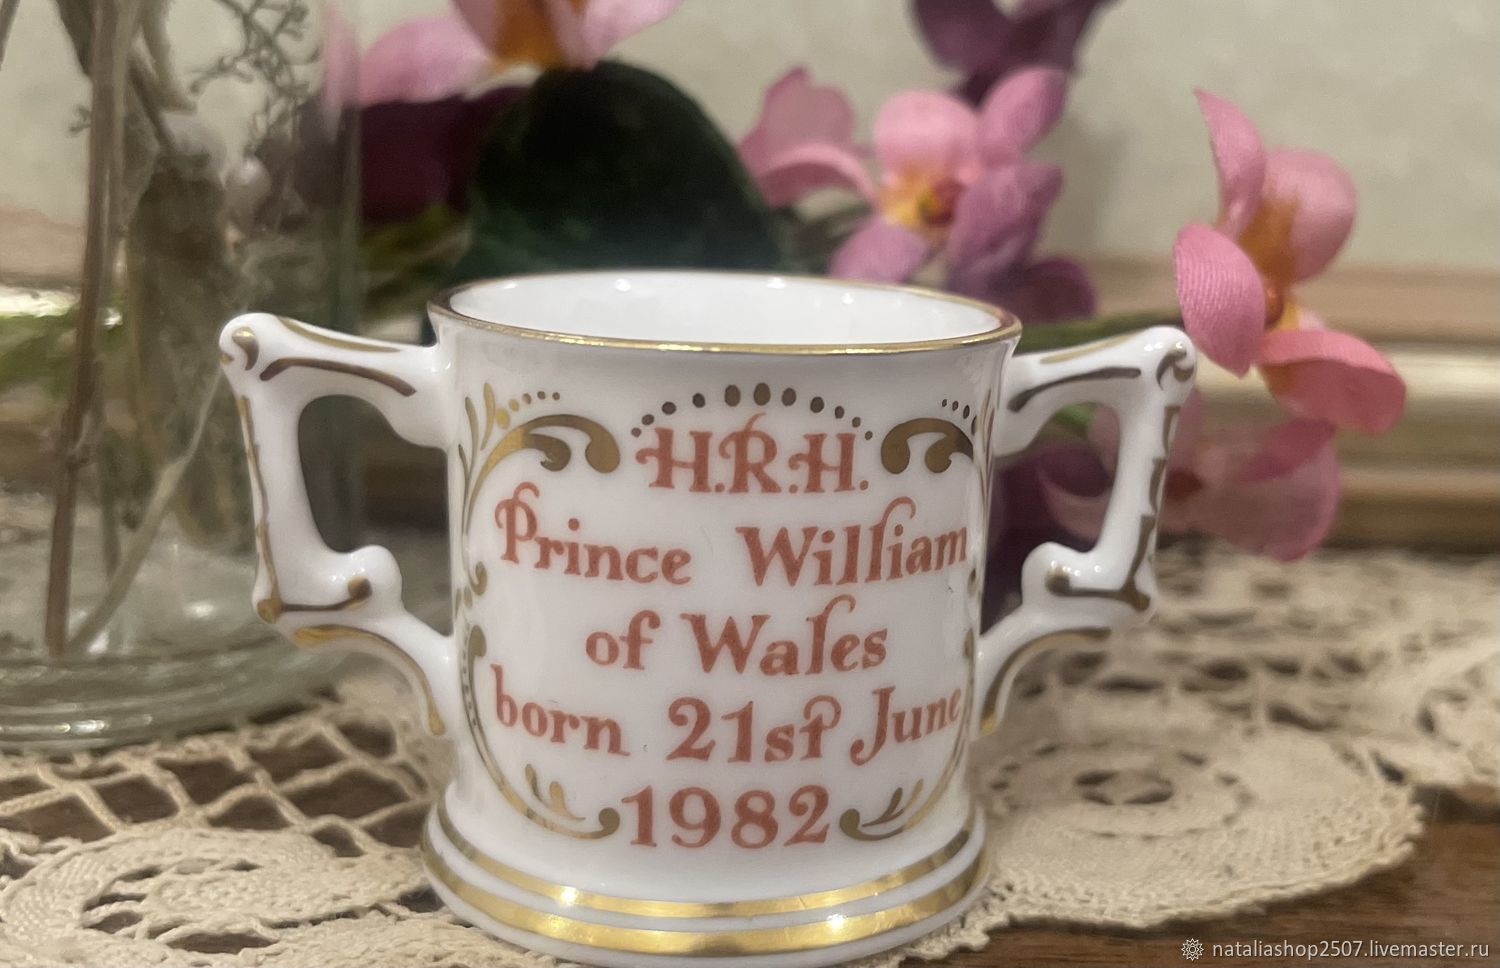 H.R.H.
Prince William
of Wales
born 21st June
1982
nataliashop2507.livemaster.ru